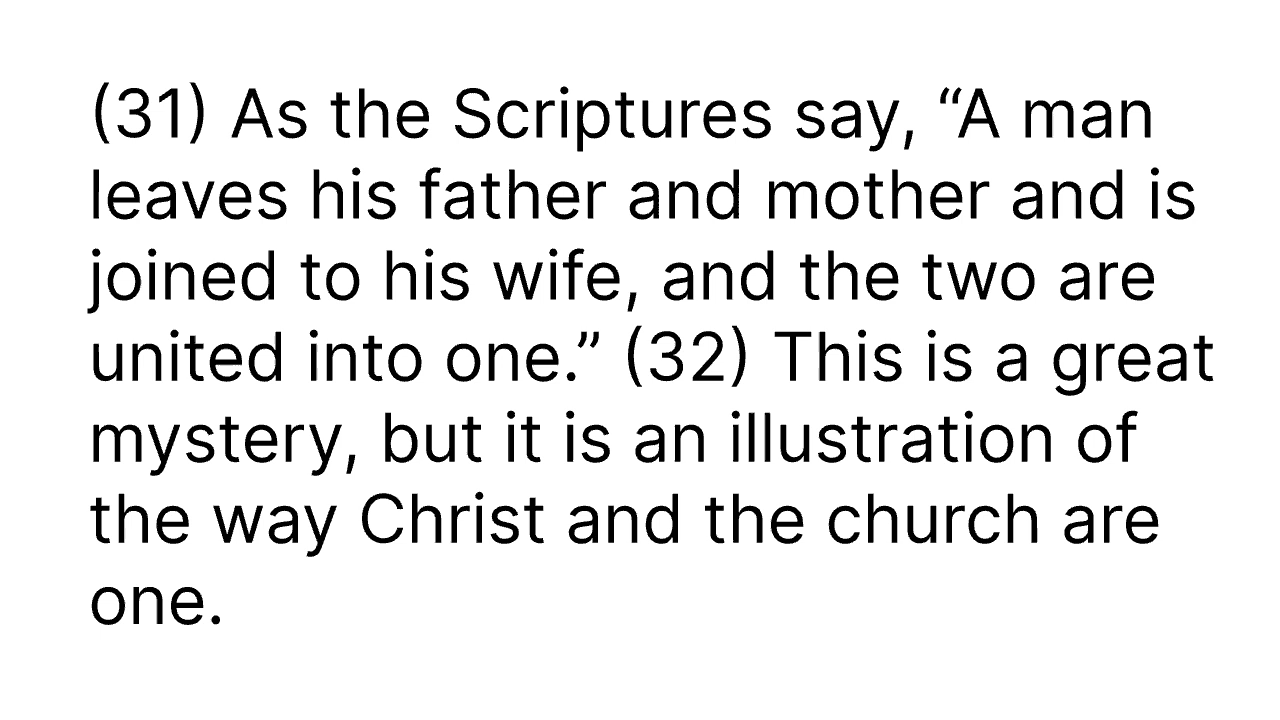 (31) As the Scriptures say, “A man
leaves his father and mother and is
joined to his wife, and the two are
united into one.” (32) This is a great
mystery, but it is an illustration of
the way Christ and the church are
one.